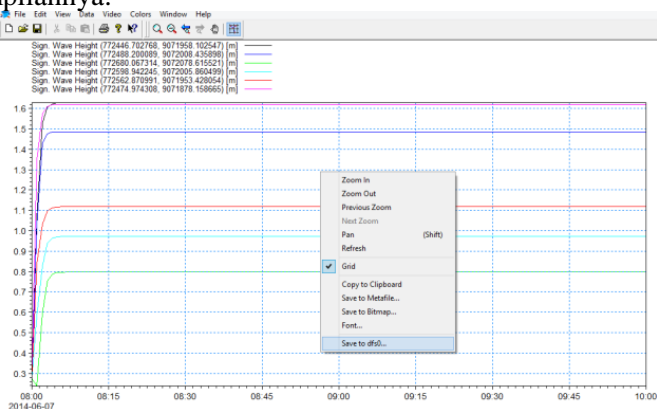 File Edit View Data Video Colors Window Help
Sign. Wave Height (772446.702768, 9071958.102547) [m]
Sign. Wave Height (772488.200089, 9072008.435898) [m]
Sign. Wave Height (772680.067314, 9072078.615521) [m]
Sign. Wave Height (772598.942245, 9072005.860499) [m]
Sign. Wave Height (772562.870991, 9071953.428054) [m]
Sign. Wave Height (772474.974308, 9071878.158665) [m]
1.6
1.5
1.4
1.3
1.2
1.1
1.0
0.9
0.8
0.7
0.6
0.5
0.4
0.3
Zoom In
Zoom Out
Previous Zoom
Next Zoom
Pan (Shift)
Refresh
Grid
Copy to Clipboard
Save to Metafile...
Save to Bitmap...
Font...
Save to dfs0...
08:00 08:15 08:30 08:45 09:00 09:15 09:30 09:45 10:00
2014-06-07